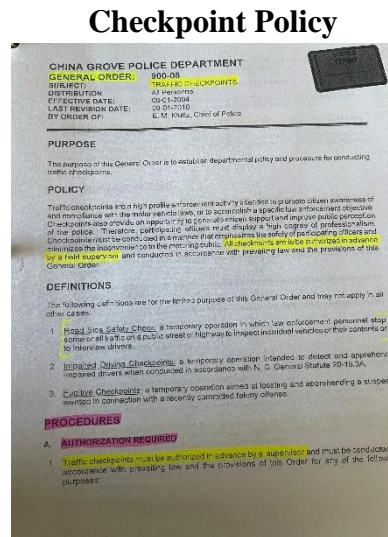 Checkpoint Policy
CHINA GROVE POLICE DEPARTMENT
GENERAL ORDER: 900-08
SUBJECT: TRAFFIC CHECKPOINTS
DISTRIBUTION All Personnel
EFFECTIVE DATE: 08-01-2004
LAST REVISION DATE: 09-01-2010
BY ORDER OF: E. M. Kluttz, Chief of Police
PURPOSE
The purpose of this General Order is to establish departmental policy and procedure for conducting
traffic checkpoints.
POLICY
Traffic checkpoints are a high profile enforcement activity intended to promote citizen awareness of
and compliance with the motor vehicle laws, or to accomplish a specific law enforcement objective
Checkpoints also provide an opportunity to generate citizen support and improve public perception
of the police. Therefore, participating officers must display a high degree of professionalism.
Checkpoints must be conducted in a manner that emphasizes the safety of participating officers and
minimizes the inconvenience to the motoring public. All checkpoints are to be authorized in advance
by a field supervisor and conducted in accordance with prevailing law and the provisions of this
General Order.
DEFINITIONS
The following definitions are for the limited purpose of this General Order and may not apply in all
other cases.
1. Road Side Safety Check: a temporary operation in which law enforcement personnel stop
some or all traffic on a public street or highway to inspect individual vehicles or their contents or
to interview drivers.
2. Impaired Driving Checkpoints: a temporary operation intended to detect and apprehend
impaired drivers when conducted in accordance with N. C. General Statute 20-16.3A.
3. Fugitive Checkpoints: a temporary operation aimed at locating and apprehending a suspec
wanted in connection with a recently committed felony offense.
PROCEDURES
A. AUTHORIZATION REQUIRED
1. Traffic checkpoints must be authorized in advance by a supervisor and must be conducted
accordance with prevailing law and the provisions of this Order for any of the follow
purposes: